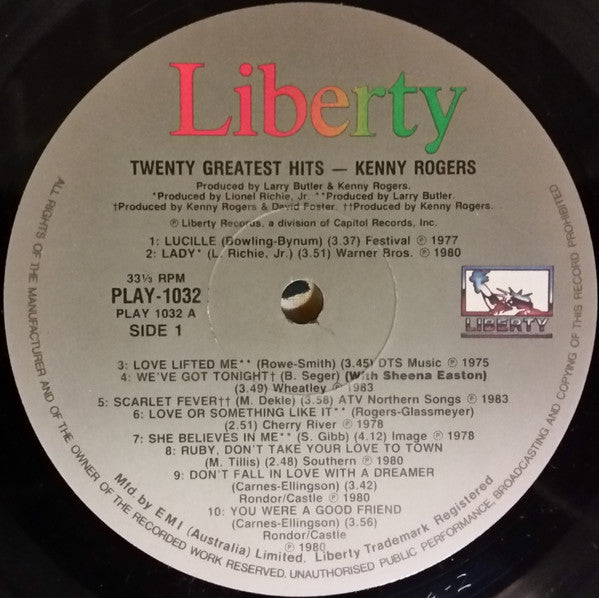 Liberty
TWENTY GREATEST HITS — KENNY ROGERS
Produced by Larry Butler & Kenny Rogers.
*Produced by Lionel Richie, Jr. **Produced by Larry Butler.
†Produced by Kenny Rogers & David Foster. ††Produced by Kenny Rogers.
℗ Liberty Records, a division of Capitol Records, Inc.
1: LUCILLE (Bowling-Bynum) (3.37) Festival ℗ 1977
2: LADY* (L. Richie, Jr.) (3.51) Warner Bros. ℗ 1980
33⅓ RPM
PLAY-1032
PLAY 1032 A
SIDE 1
LIBERTY
3: LOVE LIFTED ME** (Rowe-Smith) (3.45) DTS Music ℗ 1975
4: WE'VE GOT TONIGHT† (B. Seger) (With Sheena Easton)
(3.49) Wheatley ℗ 1983
5: SCARLET FEVER†† (M. Dekle) (3.58) ATV Northern Songs ℗ 1983
6: LOVE OR SOMETHING LIKE IT** (Rogers-Glassmeyer)
(2.51) Cherry River ℗ 1978
7: SHE BELIEVES IN ME** (S. Gibb) (4.12) Image ℗ 1978
8: RUBY, DON'T TAKE YOUR LOVE TO TOWN
(M. Tillis) (2.48) Southern ℗ 1980
9: DON'T FALL IN LOVE WITH A DREAMER
(Carnes-Ellingson) (3.42)
Rondor/Castle ℗ 1980
10: YOU WERE A GOOD FRIEND
(Carnes-Ellingson) (3.56)
Rondor/Castle
℗ 1980
Mfd. by EMI (Australia) Limited. Liberty Trademark Registered
ALL RIGHTS OF THE MANUFACTURER AND OF THE OWNER OF THE RECORDED WORK RESERVED. UNAUTHORISED PUBLIC PERFORMANCE, BROADCASTING AND COPYING OF THIS RECORD PROHIBITED